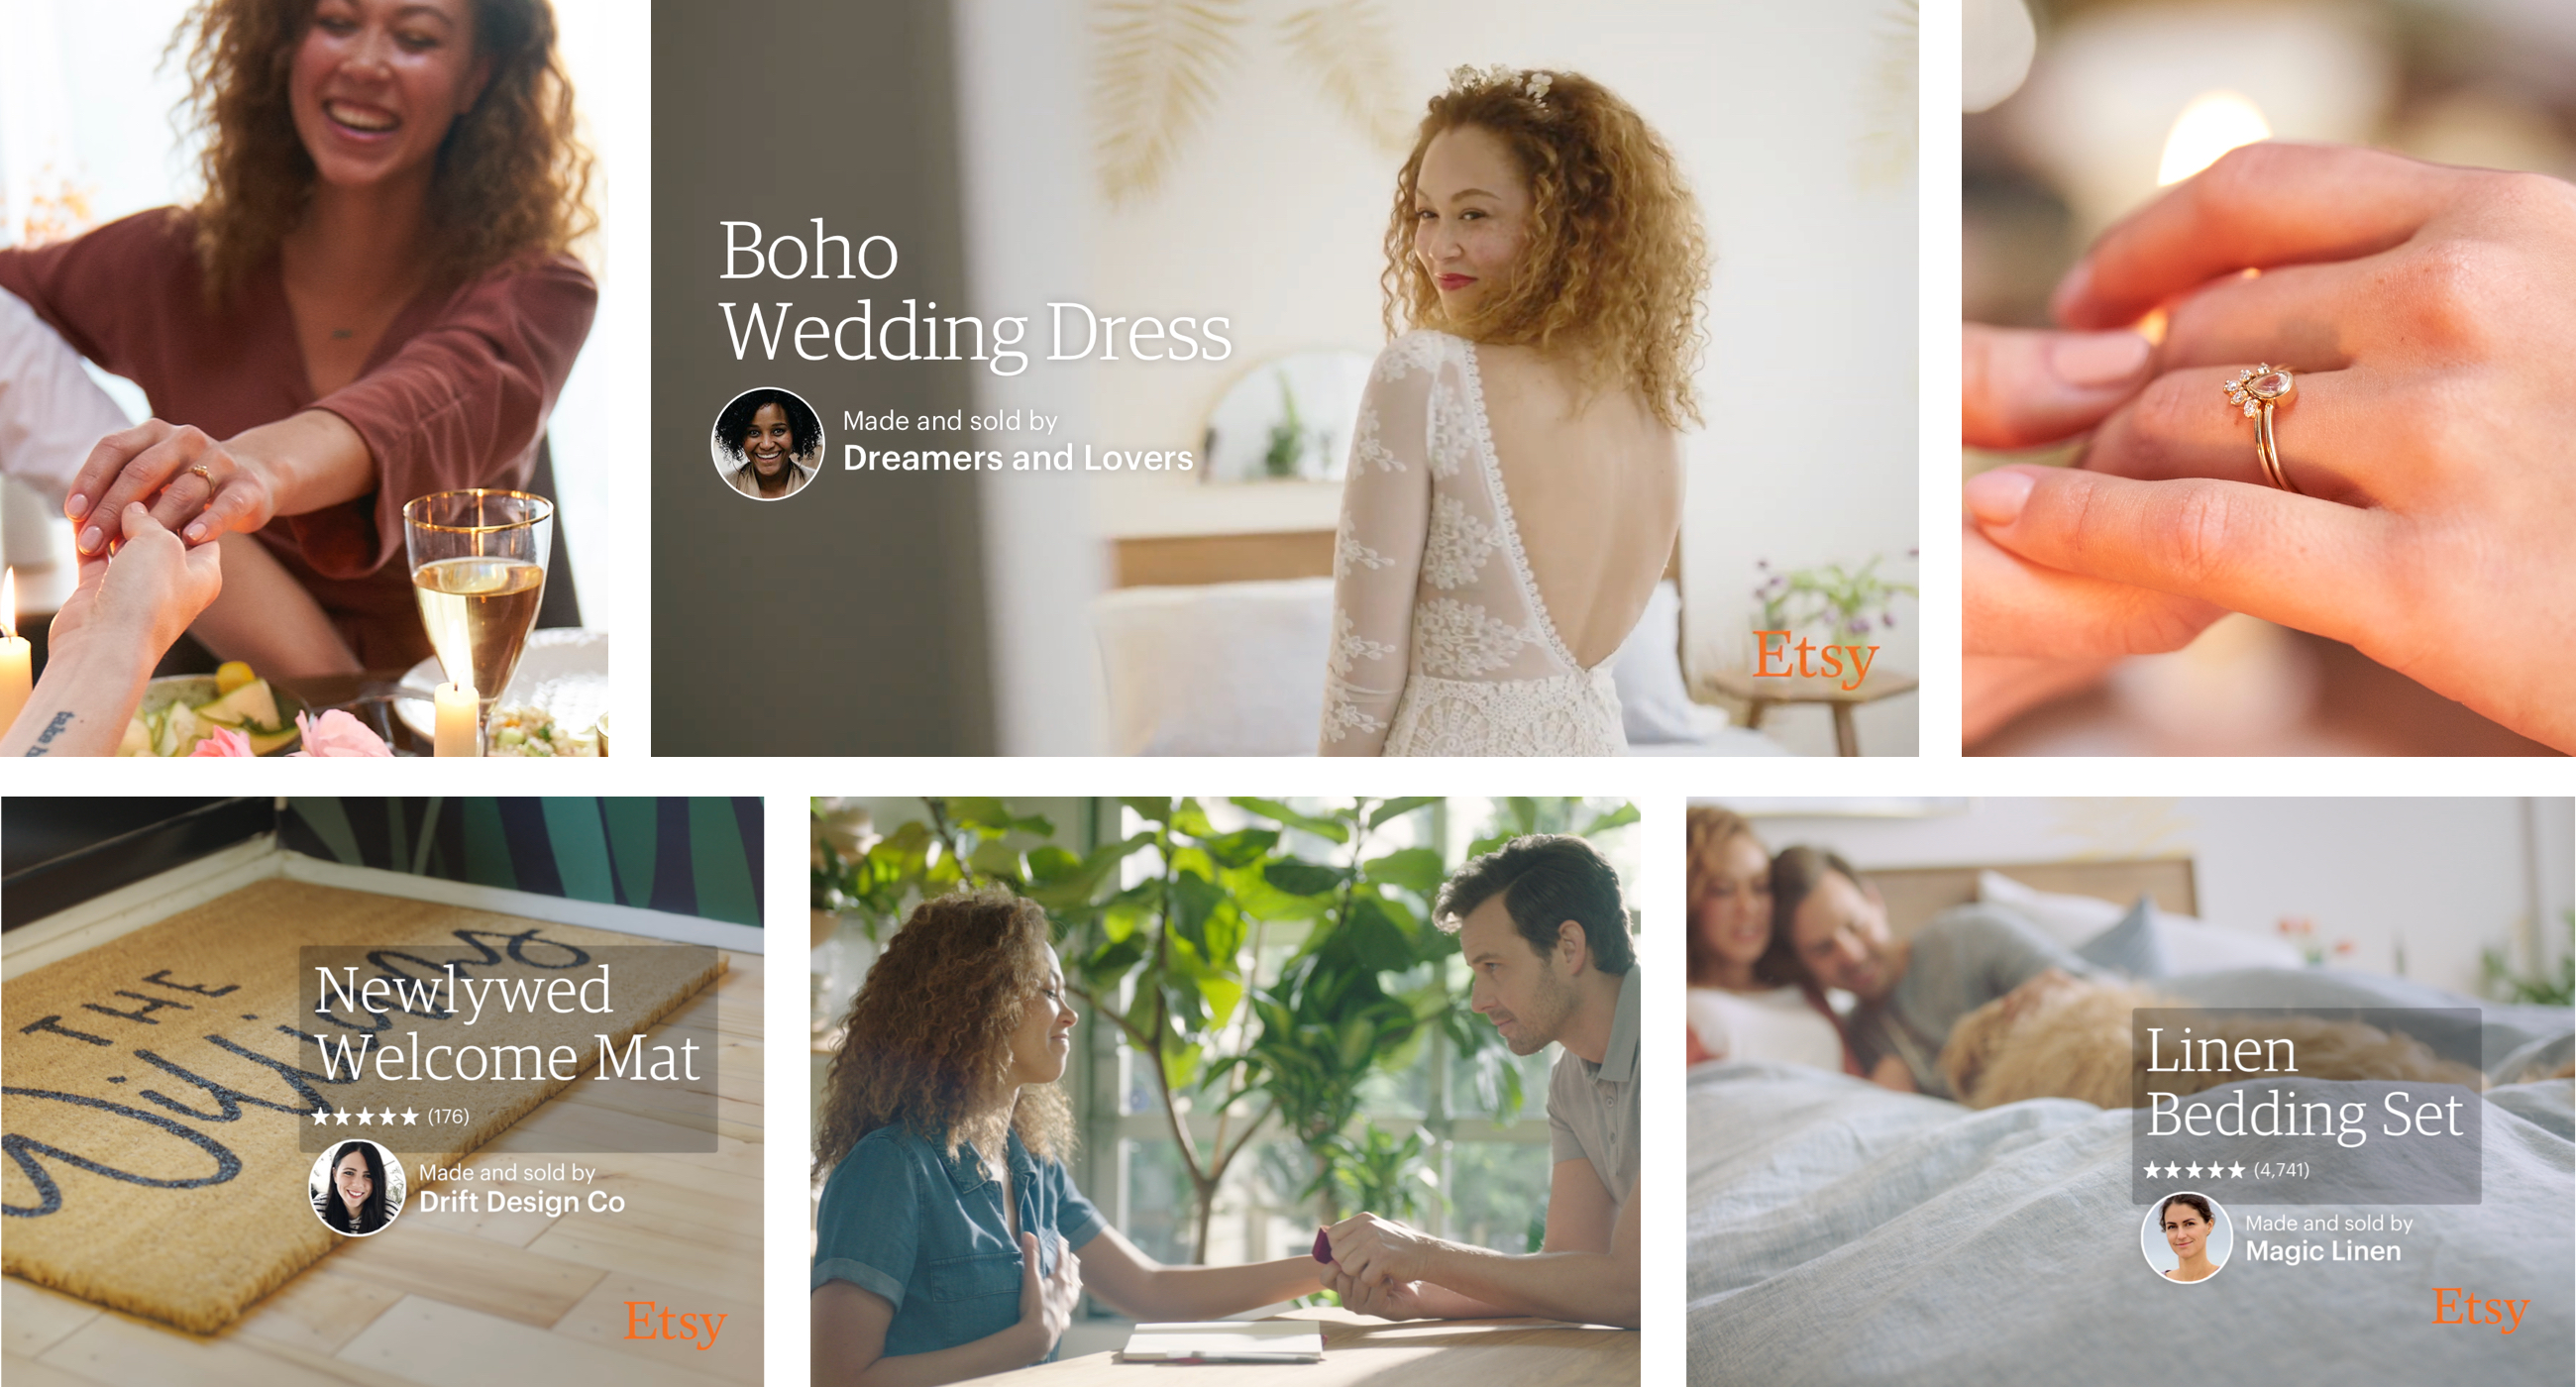 Boho
Wedding Dress
Made and sold by
Dreamers and Lovers
Etsy
THE
Newlywed
Welcome Mat
★★★★★ (176)
Made and sold by
Drift Design Co
Etsy
Linen
Bedding Set
★★★★★ (4,741)
Made and sold by
Magic Linen
Etsy